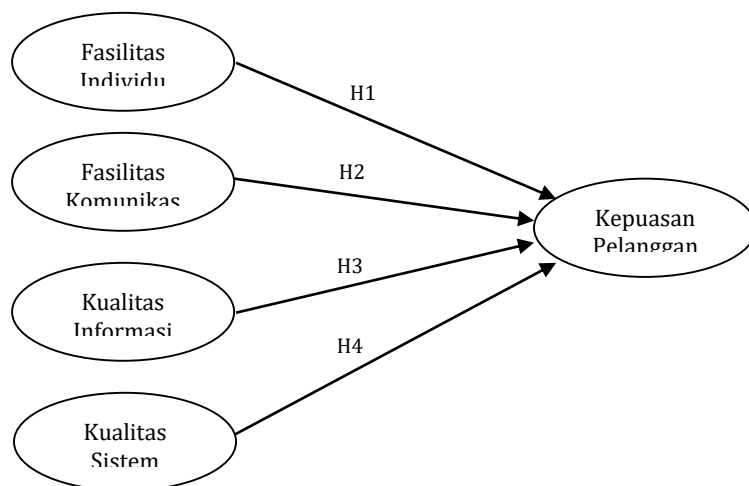 Fasilitas
Individu
H1
Fasilitas
Komunikas
H2
Kepuasan
Pelanggan
Kualitas
Informasi
H3
H4
Kualitas
Sistem